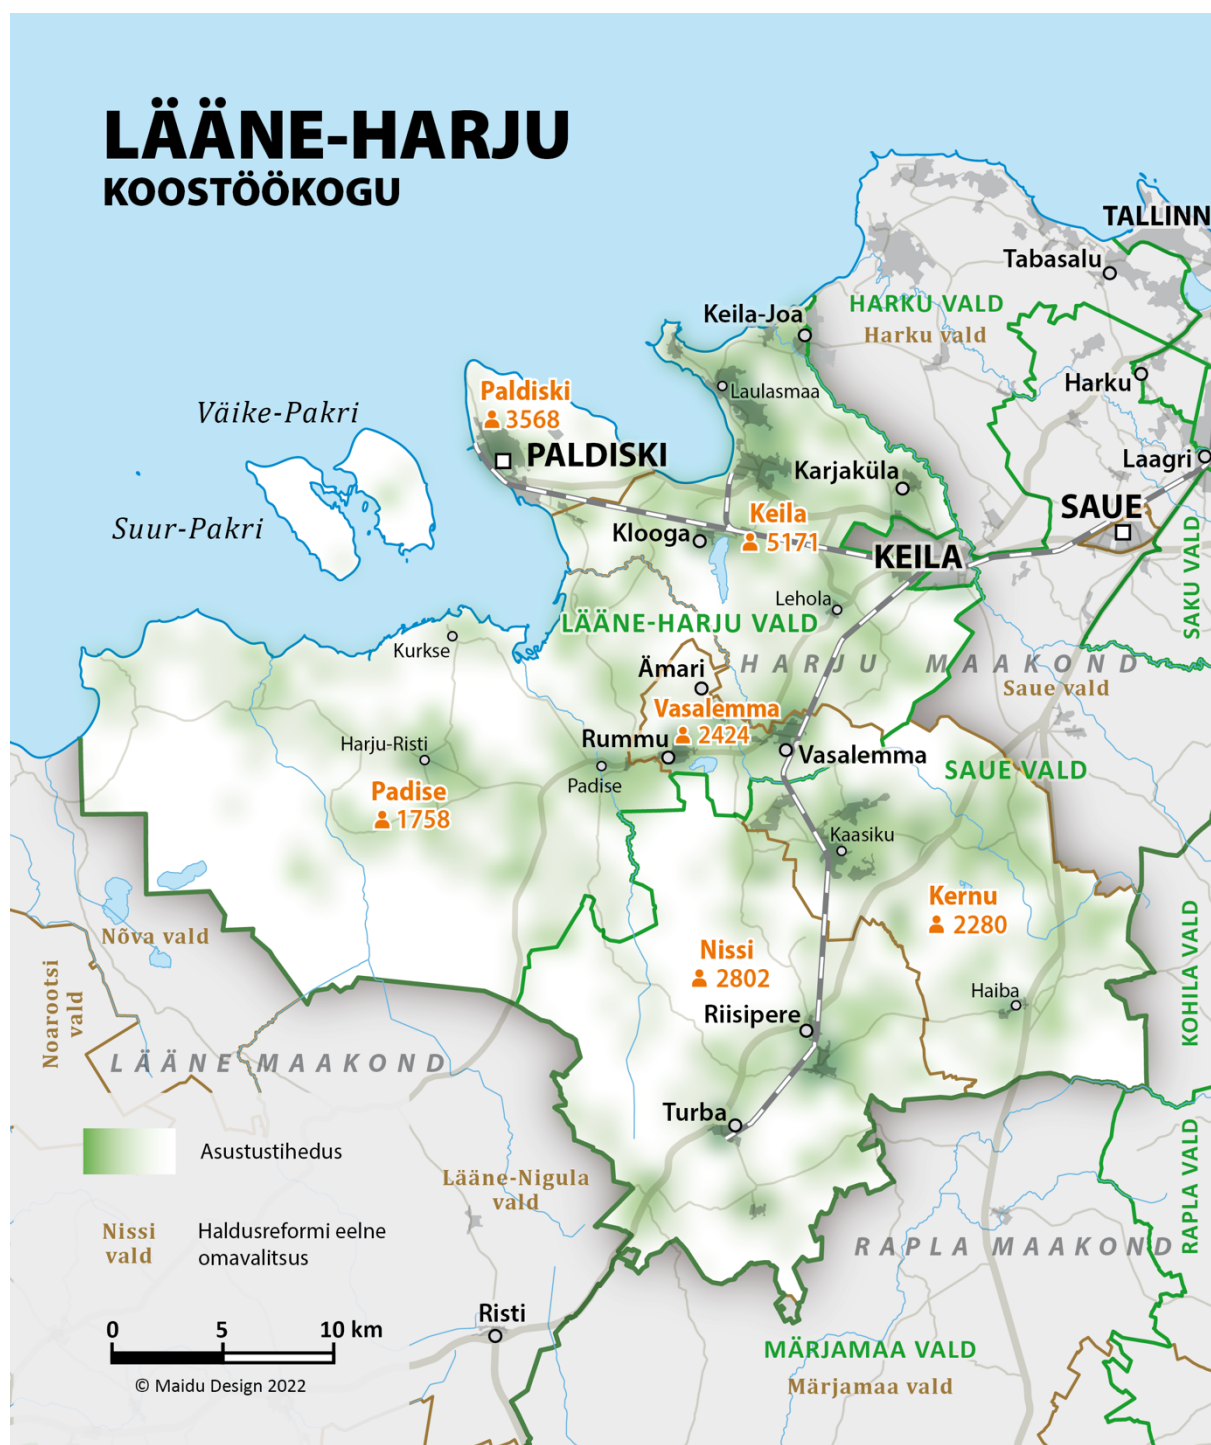 LÄÄNE-HARJU
KOOSTÖÖKOGU
TALLINN
Tabasalu
HARKU VALD
Harku vald
Keila-Joa
Harku
Laulasmaa
Paldiski
3568
Väike-Pakri
PALDISKI
Laagri
Karjaküla
SAUE
Suur-Pakri
Keila
5171
Klooga
KEILA
SAKU VALD
Lehola
LÄÄNE-HARJU VALD
Kurkse
HARJU MAAKOND
Ämari
Saue vald
Vasalemma
2424
Harju-Risti
Rummu
Vasalemma
SAUE VALD
Padise
Padise
1758
Kaasiku
Kernu
2280
Nõva vald
Noarootsi
vald
Nissi
2802
KOHILA VALD
Haiba
Riisipere
LÄÄNE MAAKOND
Turba
Asustustihedus
Lääne-Nigula
vald
RAPLA VALD
Nissi
vald
Haldusreformi eelne
omavalitsus
RAPLA MAAKOND
Risti
0 5 10 km
MÄRJAMAA VALD
Märjamaa vald
© Maidu Design 2022